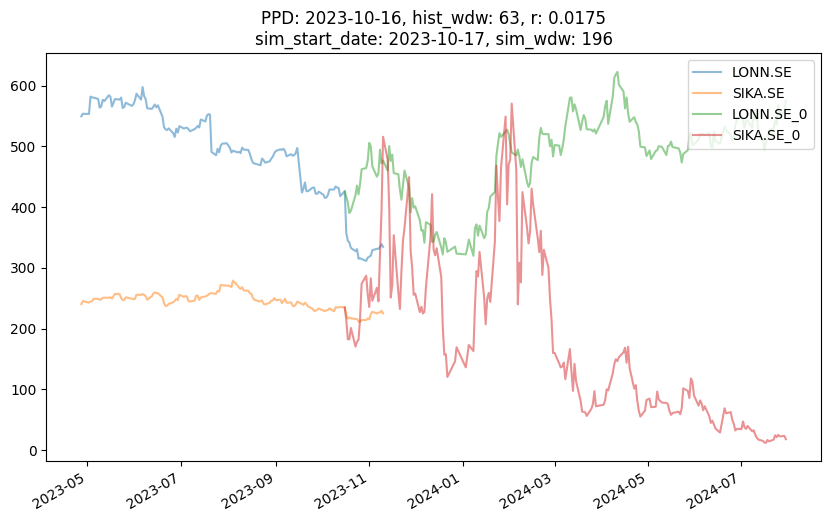 PPD: 2023-10-16, hist_wdw: 63, r: 0.0175
sim_start_date: 2023-10-17, sim_wdw: 196
LONN.SE
SIKA.SE
LONN.SE_0
SIKA.SE_0
600
500
400
300
200
100
0
2023-05
2023-07
2023-09
2023-11
2024-01
2024-03
2024-05
2024-07